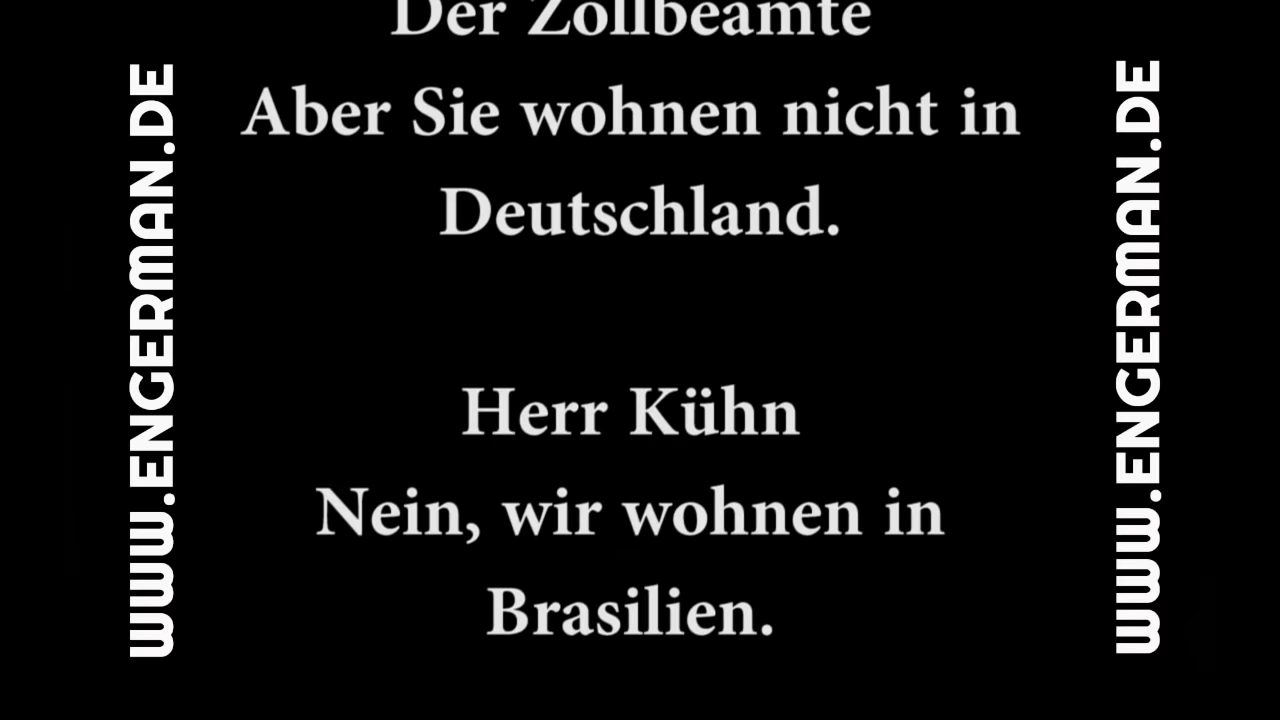 Der Zollbeamte
Aber Sie wohnen nicht in
Deutschland.
Herr Kühn
Nein, wir wohnen in
Brasilien.
WWW.ENGERMAN.DE
WWW.ENGERMAN.DE